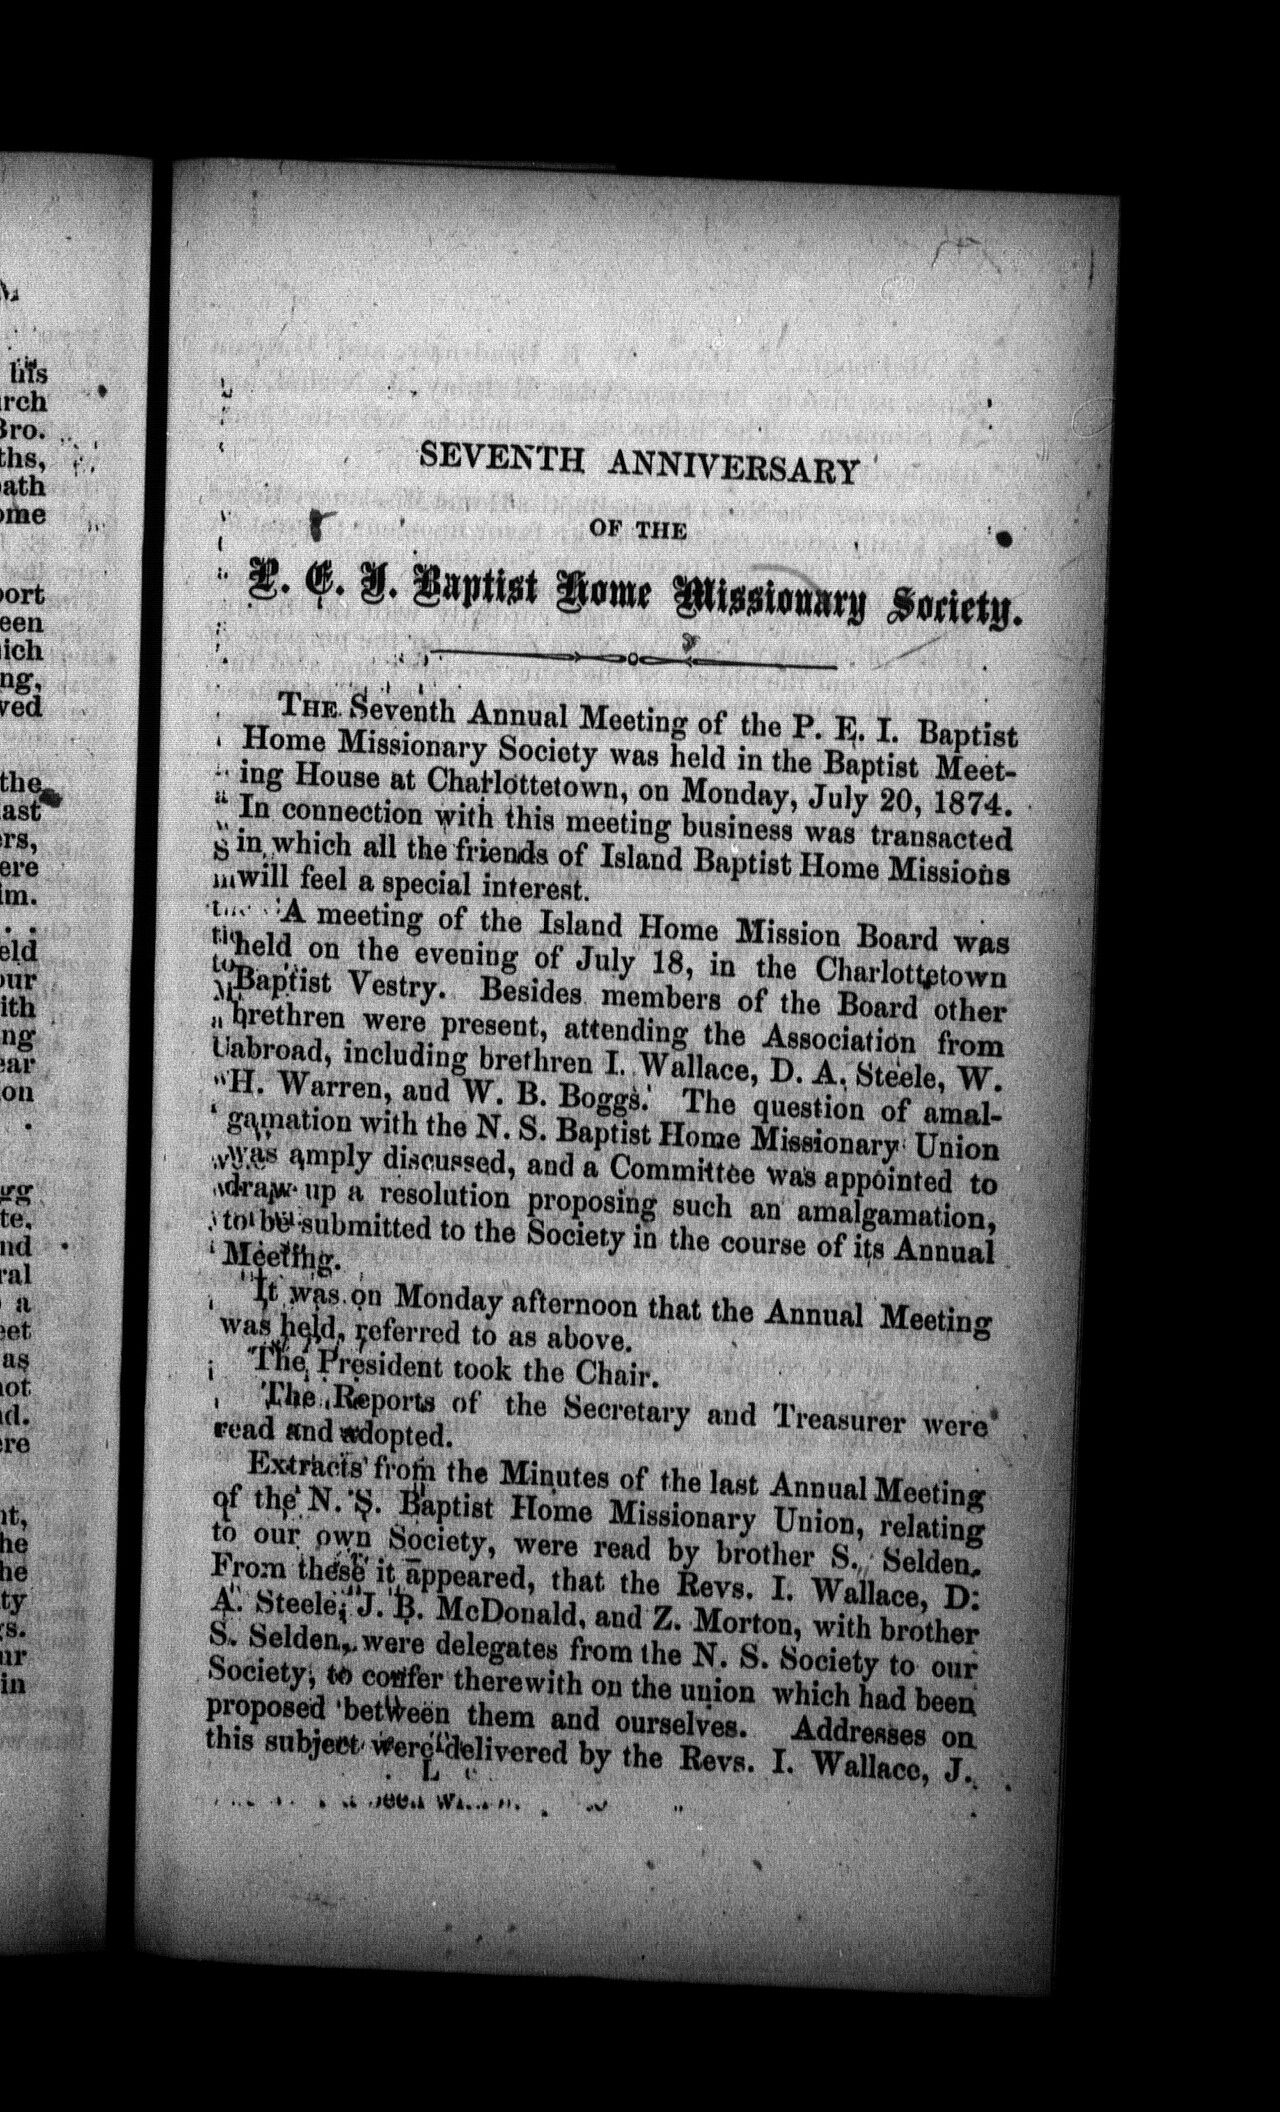 his
Bro.
SEVENTH ANNIVERSARY
OF THE
P. E. I. Baptist Home Missionary Society.
THE Seventh Annual Meeting of the P. E. I. Baptist
Home Missionary Society was held in the Baptist Meet-
ing House at Charlottetown, on Monday, July 20, 1874.
In connection with this meeting business was transacted
in which all the friends of Island Baptist Home Missions
will feel a special interest.
A meeting of the Island Home Mission Board was
held on the evening of July 18, in the Charlottetown
Baptist Vestry. Besides members of the Board other
brethren were present, attending the Association from
abroad, including brethren I. Wallace, D. A. Steele, W.
H. Warren, and W. B. Boggs. The question of amal-
gamation with the N. S. Baptist Home Missionary Union
was amply discussed, and a Committee was appointed to
draw up a resolution proposing such an amalgamation,
to be submitted to the Society in the course of its Annual
Meeting.
It was on Monday afternoon that the Annual Meeting
was held, referred to as above.
The President took the Chair.
The Reports of the Secretary and Treasurer were
read and adopted.
Extracts from the Minutes of the last Annual Meeting
of the N. S. Baptist Home Missionary Union, relating
to our own Society, were read by brother S. Selden.
From these it appeared, that the Revs. I. Wallace, D.
A. Steele, J. B. McDonald, and Z. Morton, with brother
S. Selden, were delegates from the N. S. Society to our
Society, to confer therewith on the union which had been
proposed between them and ourselves. Addresses on
this subject were delivered by the Revs. I. Wallace, J.